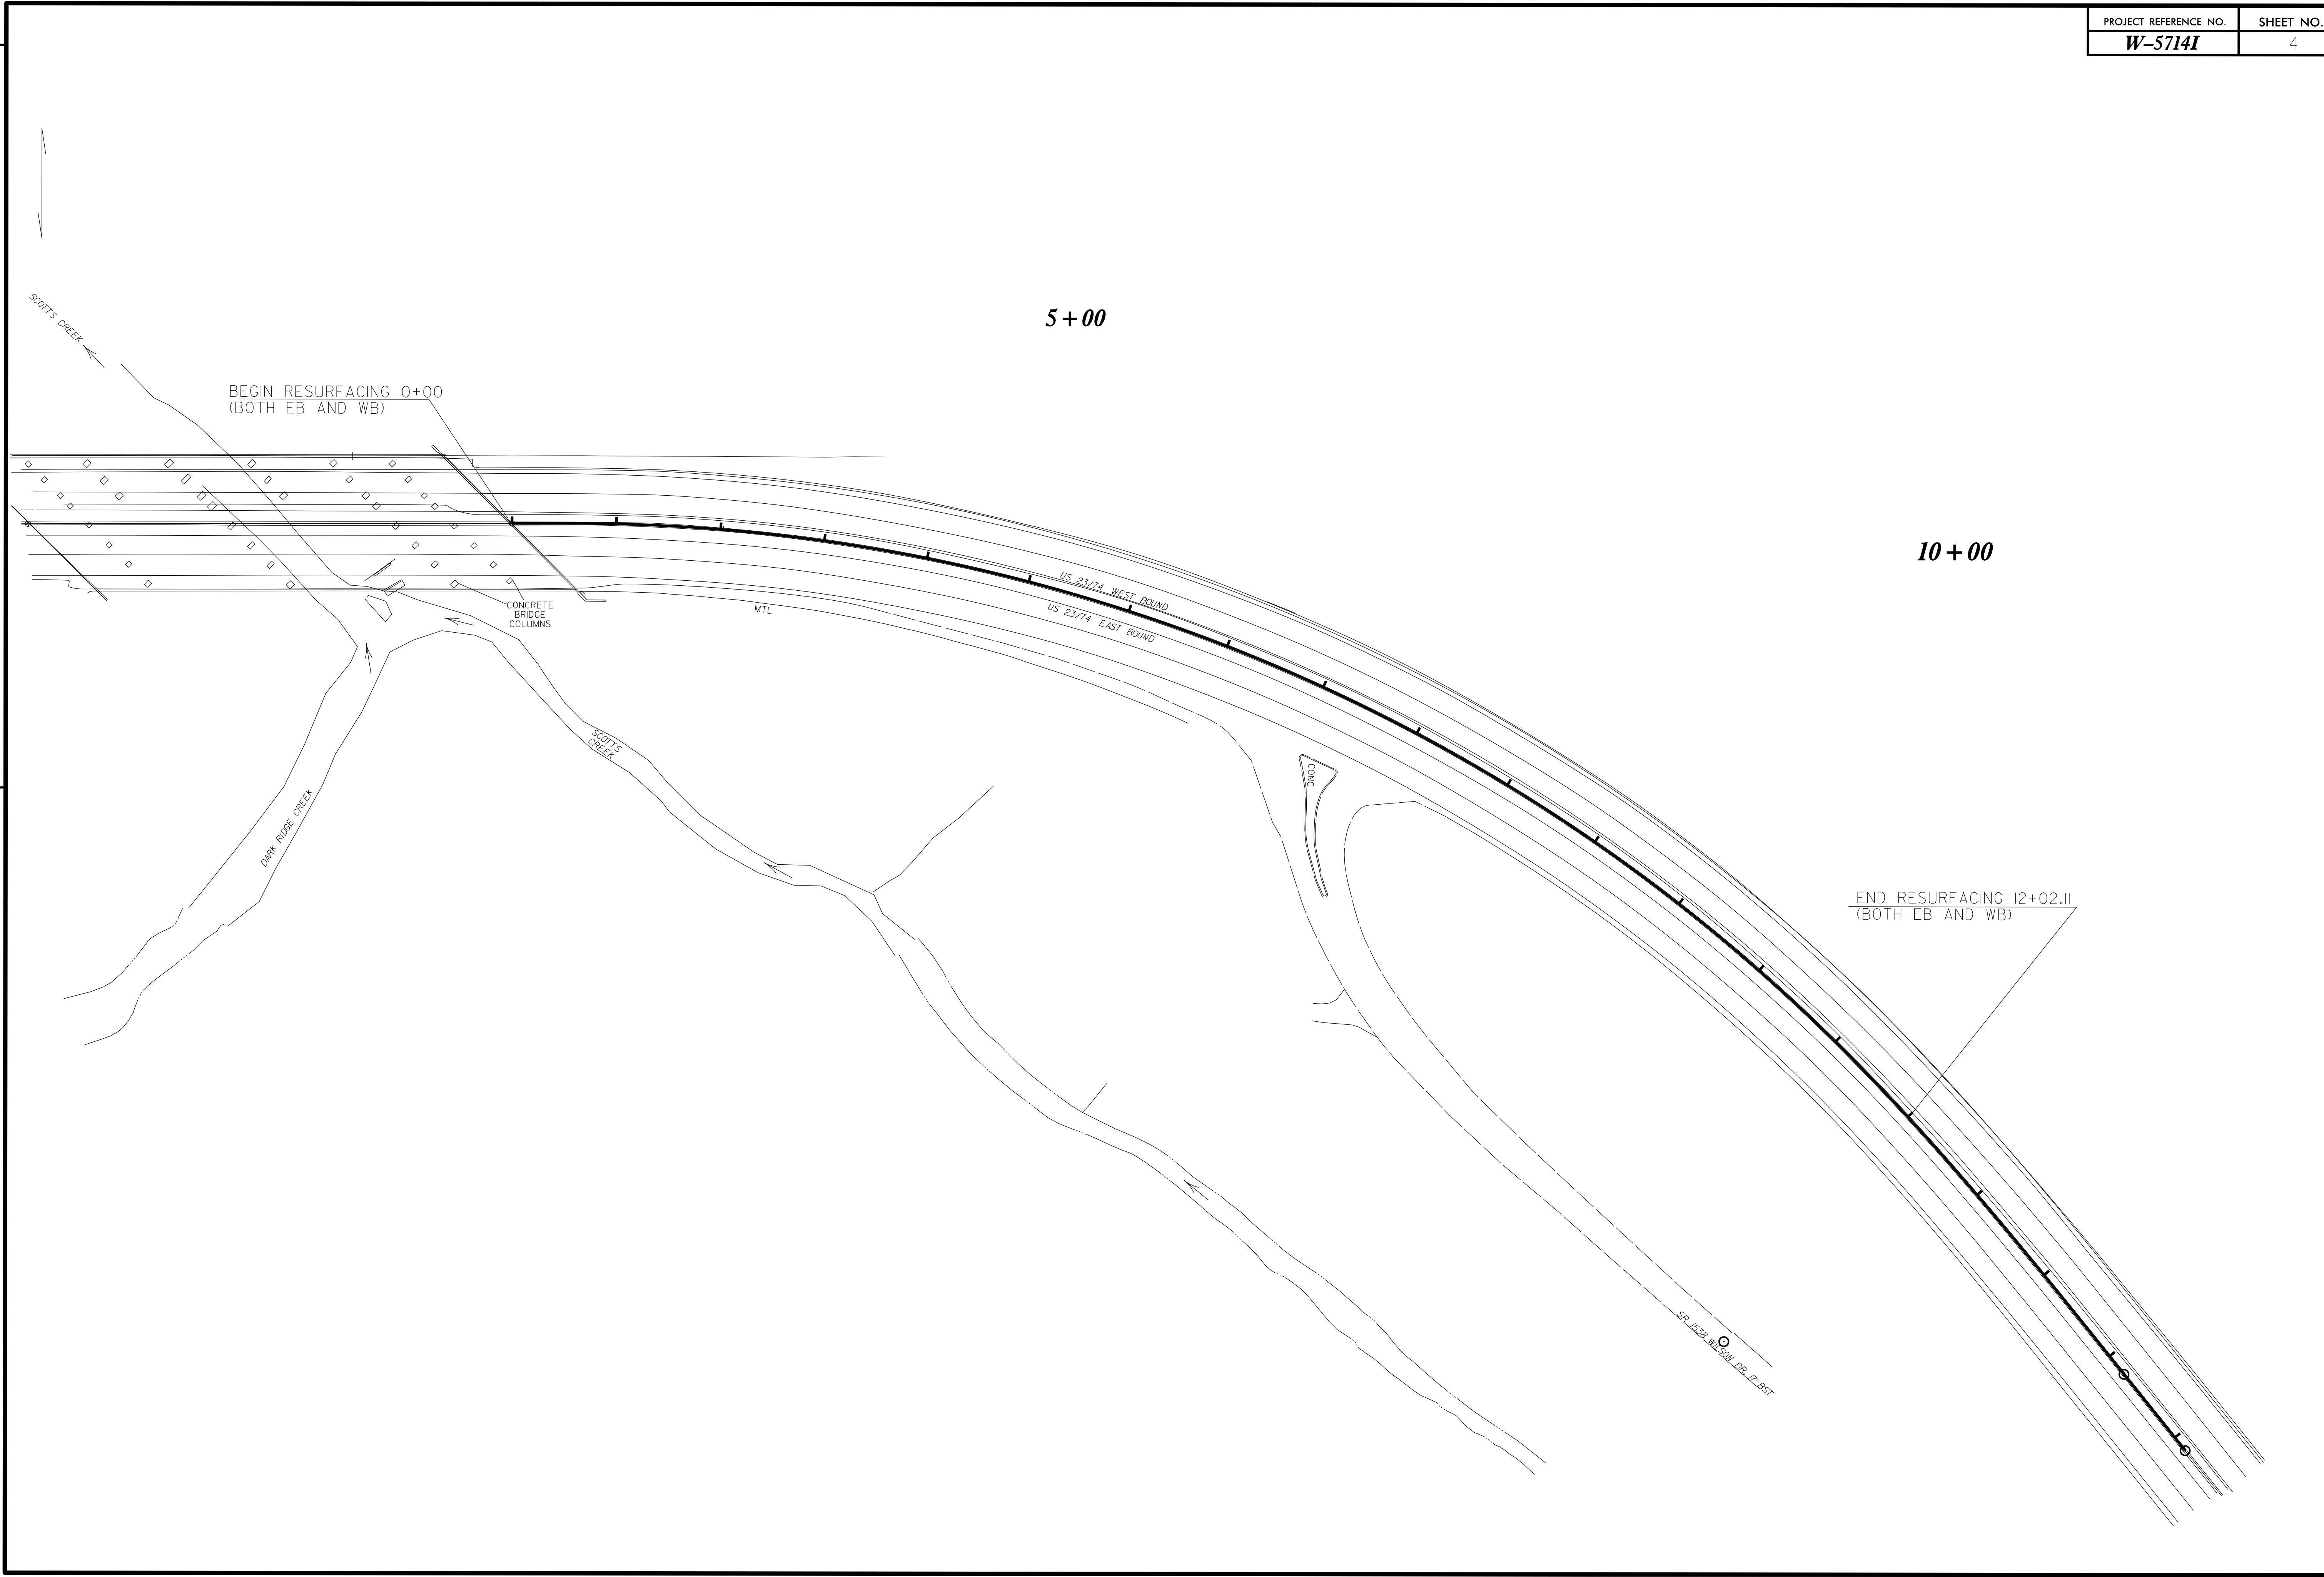 PROJECT REFERENCE NO.
SHEET NO.
W-5714I
4
SCOTTS CREEK
5+00
BEGIN RESURFACING 0+00
(BOTH EB AND WB)
10+00
US 23/74 WEST BOUND
US 23/74 EAST BOUND
CONCRETE
BRIDGE
COLUMNS
MTL
SCOTTS
CREEK
CONC
DARK RIDGE CREEK
END RESURFACING 12+02.11
(BOTH EB AND WB)
SR 1538 WILSON DR. 17' BST